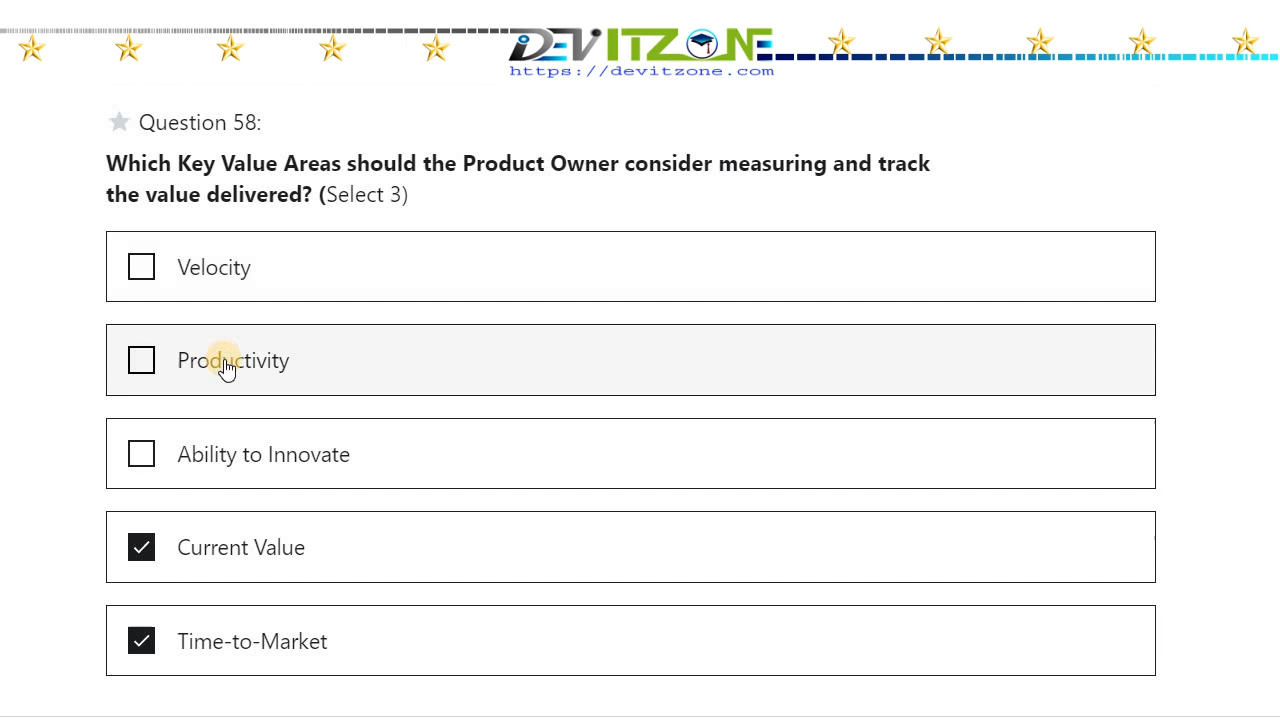 DEVITZONE
https://devitzone.com
Question 58:
Which Key Value Areas should the Product Owner consider measuring and track
the value delivered? (Select 3)
Velocity
Productivity
Ability to Innovate
Current Value
Time-to-Market